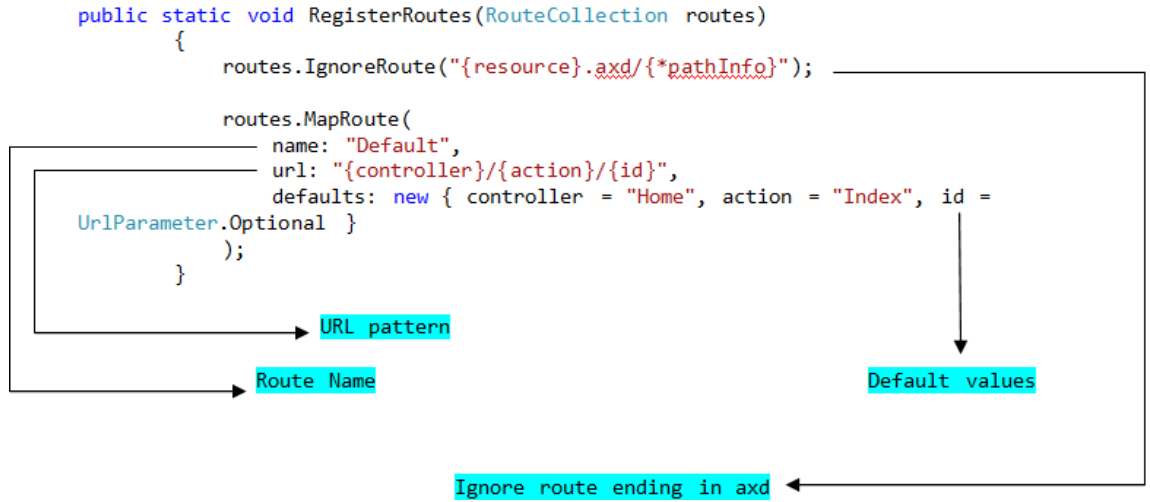 public static void RegisterRoutes(RouteCollection routes)
{
routes.IgnoreRoute("{resource}.axd/{*pathInfo}");
routes.MapRoute(
name: "Default",
url: "{controller}/{action}/{id}",
defaults: new { controller = "Home", action = "Index", id =
UrlParameter.Optional }
);
}
URL pattern
Route Name
Default values
Ignore route ending in axd